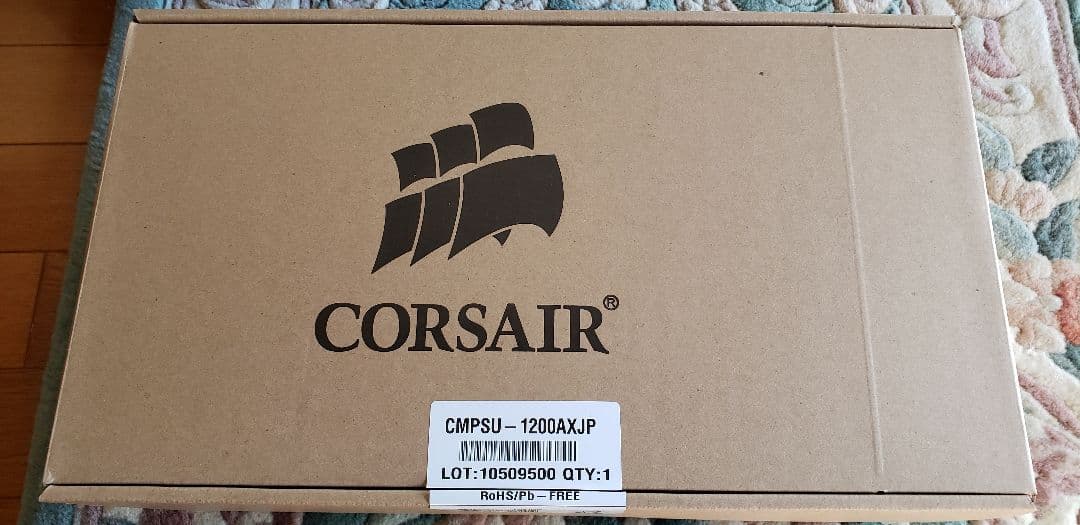 CORSAIR®
CMPSU-1200AXJP
LOT:10509500 QTY:1
RoHS/Pb-FREE